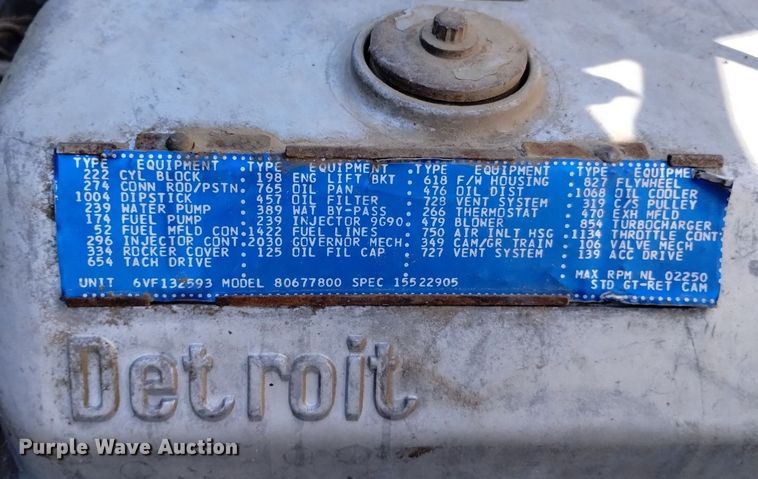 TYPE EQUIPMENT TYPE EQUIPMENT TYPE EQUIPMENT TYPE EQUIPMENT
222 CYL BLOCK 198 ENG LIFT BKT 618 F/W HOUSING 827 FLYWHEEL
274 CONN ROD/PSTN 765 OIL PAN 476 OIL DIST 1068 OIL COOLER
1004 DIPSTICK 457 OIL FILTER 728 VENT SYSTEM 319 C/S PULLEY
239 WATER PUMP 389 WAT BY-PASS 266 THERMOSTAT 470 EXH MFLD
174 FUEL PUMP 239 INJECTOR 9G90 479 BLOWER 854 TURBOCHARGER
52 FUEL MFLD CON 1422 FUEL LINES 750 AIR INLT HSG 1134 THROTTLE CONT
296 INJECTOR CONT 2030 GOVERNOR MECH 349 CAM/GR TRAIN 106 VALVE MECH
334 ROCKER COVER 125 OIL FIL CAP 727 VENT SYSTEM 139 ACC DRIVE
654 TACH DRIVE
MAX RPM NL 02250
UNIT 6VF132593 MODEL 80677800 SPEC 15522905 STD GT-RET CAM
Detroit
Purple Wave Auction